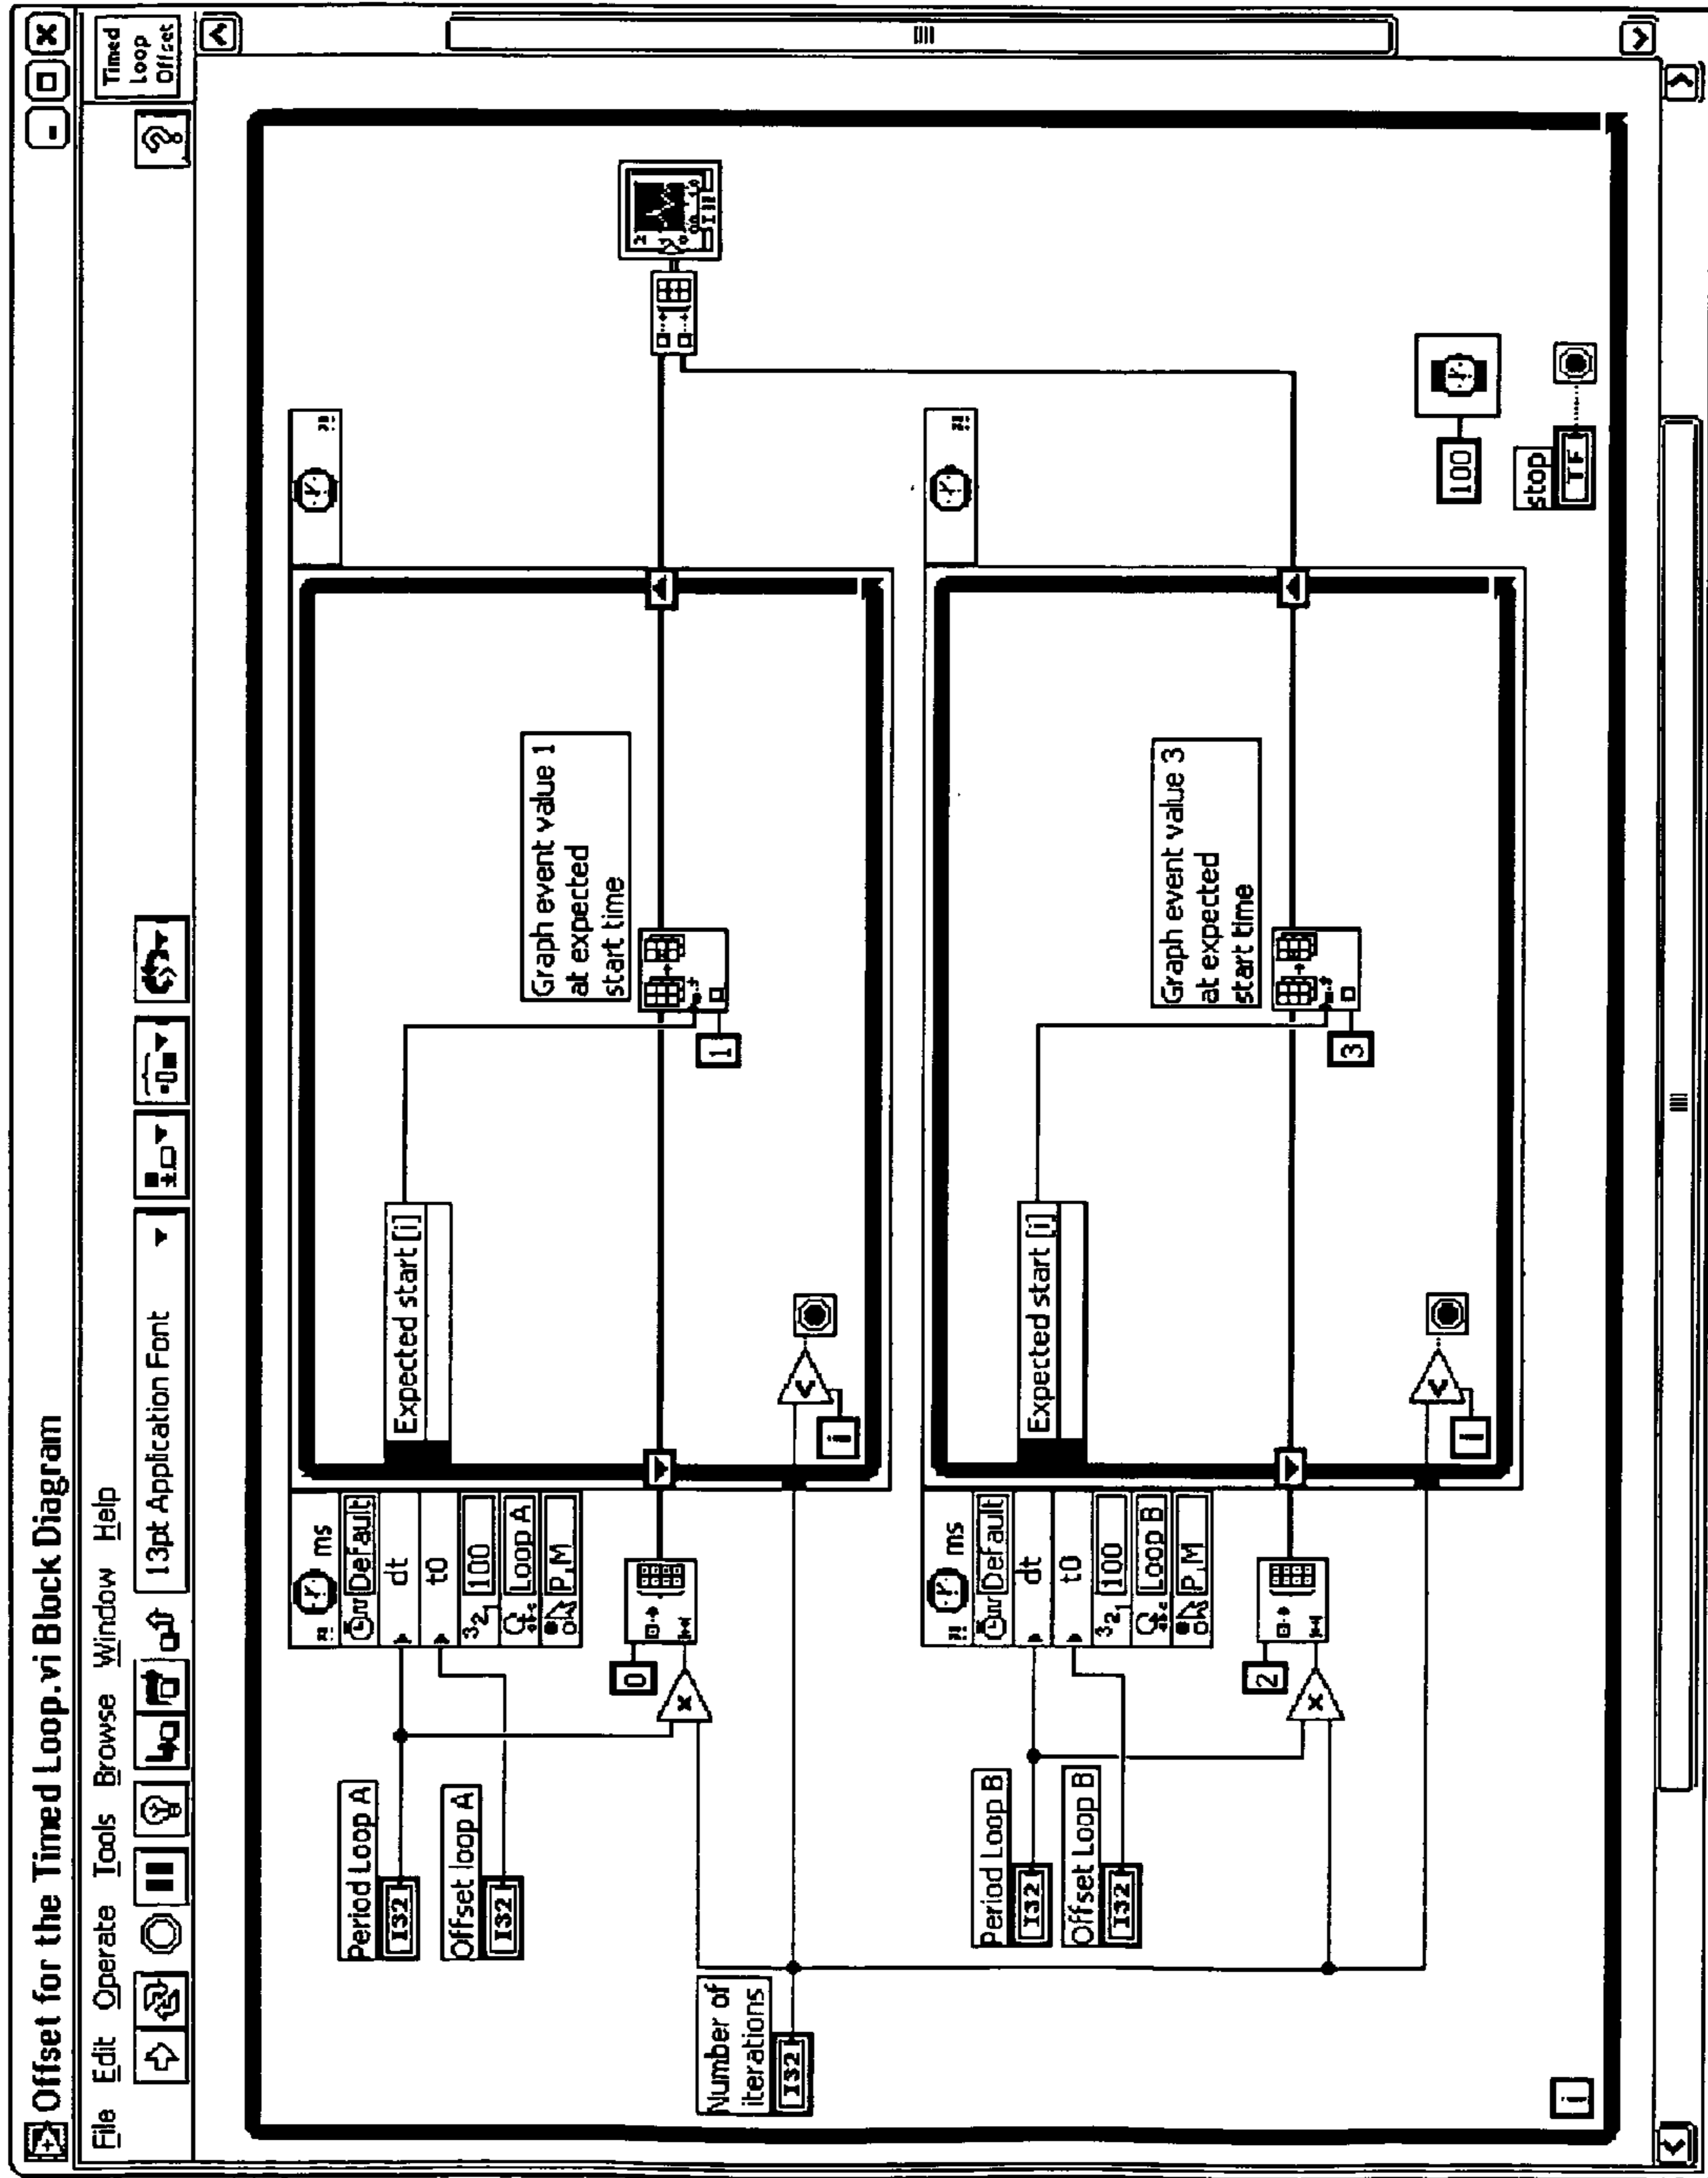 Offset for the Timed Loop.vi Block Diagram
File Edit Operate Tools Browse Window Help
13pt Application Font
?
Timed
Loop
Offset
Period Loop A
I32
Offset loop A
I32
Number of
iterations
I32
ms
Default
dt
t0
100
Loop A
P,M
0
x
Expected start [i]
Graph event value 1
at expected
start time
1
i
<
Period Loop B
I32
Offset Loop B
I32
ms
Default
dt
t0
100
Loop B
P,M
2
x
Expected start [i]
Graph event value 3
at expected
start time
3
i
<
100
stop
TF
i